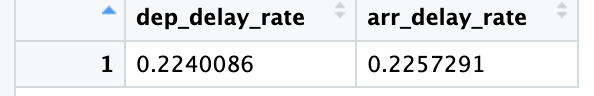 dep_delay_rate arr_delay_rate
1 0.2240086 0.2257291